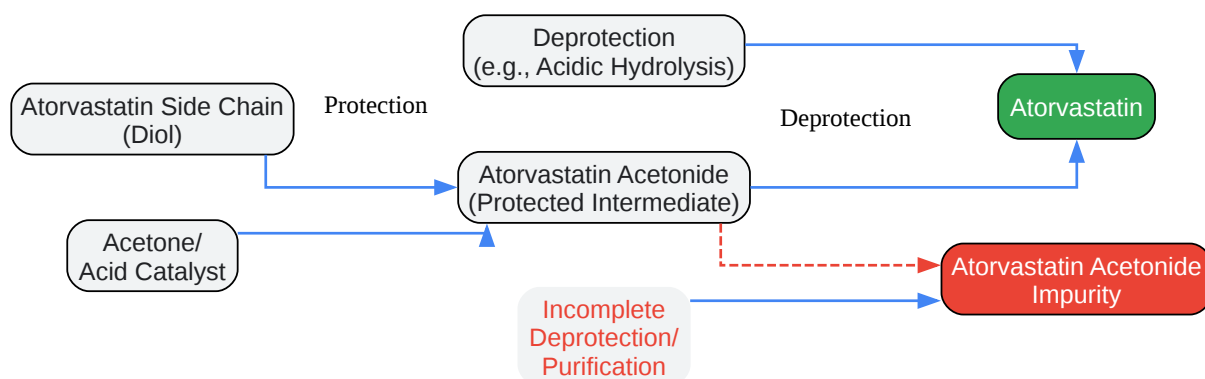 Deprotection
(e.g., Acidic Hydrolysis)
Atorvastatin Side Chain
(Diol)
Protection
Deprotection
Atorvastatin
Atorvastatin Acetonide
(Protected Intermediate)
Acetone/
Acid Catalyst
Atorvastatin Acetonide
Impurity
Incomplete
Deprotection/
Purification